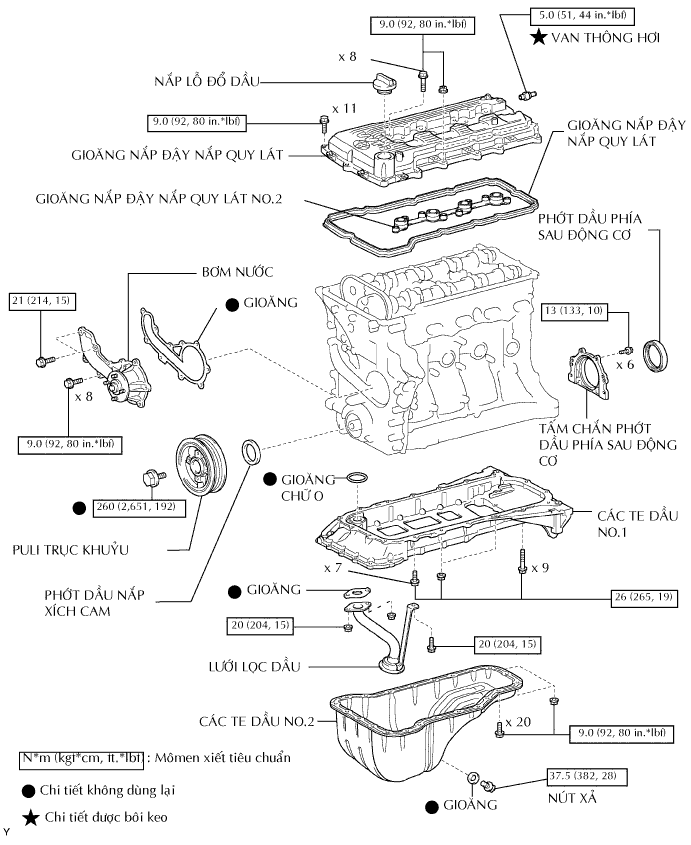 9.0 (92, 80 in.*lbf)
5.0 (51, 44 in.*lbf)
VAN THÔNG HƠI
x 8
NẮP LỖ ĐỔ DẦU
x 11
9.0 (92, 80 in.*lbf)
GIOĂNG NẮP ĐẬY
NẮP QUY LÁT
GIOĂNG NẮP ĐẬY NẮP QUY LÁT
GIOĂNG NẮP ĐẬY NẮP QUY LÁT NO.2
PHỚT DẦU PHÍA
SAU ĐỘNG CƠ
BƠM NƯỚC
21 (214, 15)
GIOĂNG
13 (133, 10)
x 6
x 8
9.0 (92, 80 in.*lbf)
TẤM CHẮN PHỚT
DẦU PHÍA SAU ĐỘNG
CƠ
GIOĂNG
CHỮ O
260 (2,651, 192)
CÁC TE DẦU
NO.1
PULI TRỤC KHUỶU
x 7
x 9
PHỚT DẦU NẮP
XÍCH CAM
GIOĂNG
26 (265, 19)
20 (204, 15)
20 (204, 15)
LƯỚI LỌC DẦU
CÁC TE DẦU NO.2
x 20
9.0 (92, 80 in.*lbf)
N*m (kgf*cm, ft.*lbf) : Mômen xiết tiêu chuẩn
37.5 (382, 28)
Chi tiết không dùng lại
GIOĂNG
NÚT XẢ
Chi tiết được bôi keo
Y